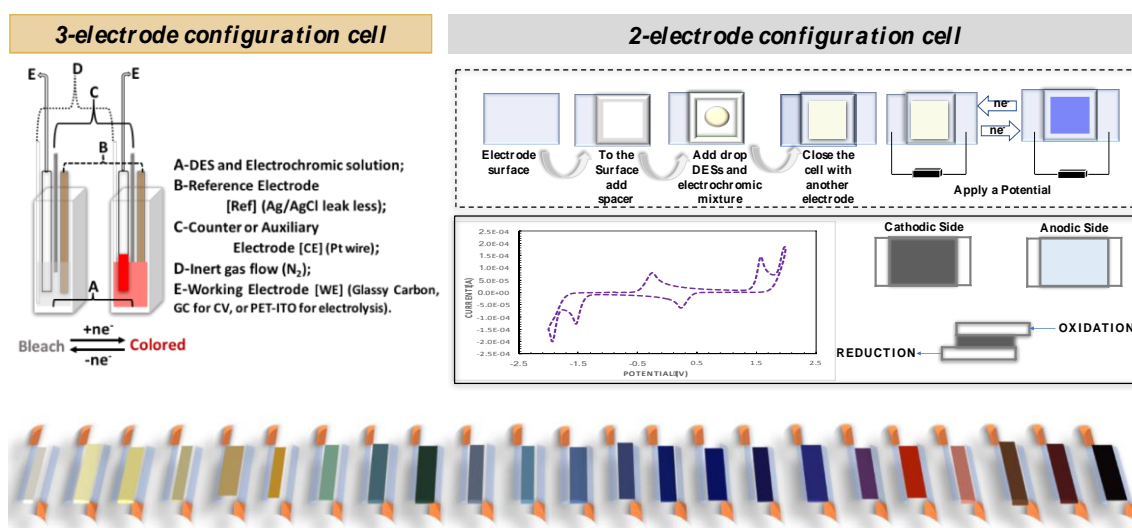 3-electrode configuration cell
2-electrode configuration cell
D
E
E
C
B
A
A-DES and Electrochromic solution;
B-Reference Electrode
[Ref] (Ag/AgCl leak less);
C-Counter or Auxiliary
Electrode [CE] (Pt wire);
D-Inert gas flow (N₂);
E-Working Electrode [WE] (Glassy Carbon,
GC for CV, or PET-ITO for electrolysis).
+ne⁻
Bleach
Colored
-ne⁻
Electrode
surface
To the
Surface
add
spacer
Add drop
DESs and
electrochromic
mixture
Close the
cell with
another
electrode
ne⁻
ne⁻
Apply a Potential
2.5E-04
2.0E-04
1.5E-04
1.0E-04
5.0E-05
0.0E+00
-5.0E-05
-1.0E-04
-1.5E-04
-2.0E-04
-2.5E-04
CURRENT(A)
-2.5
-1.5
-0.5
0.5
1.5
2.5
POTENTIAL(V)
Cathodic Side
Anodic Side
OXIDATION
REDUCTION